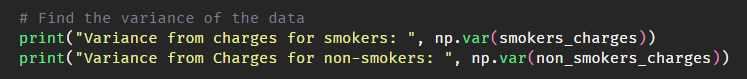 # Find the variance of the data
print("Variance from charges for smokers: ", np.var(smokers_charges))
print("Variance from Charges for non-smokers: ", np.var(non_smokers_charges))